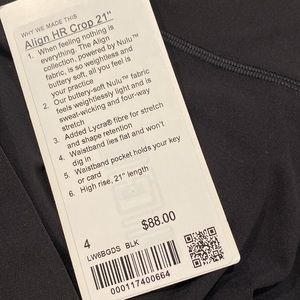 WHY WE MADE THIS
Align HR Crop 21"
1. When feeling nothing is
everything. The Align
collection, powered by Nulu™
fabric, is so weightless and
buttery soft, all you feel is
your practice
2. Our buttery-soft Nulu™ fabric
feels weightlessly light and is
sweat-wicking and four-way
stretch
3. Added Lycra® fibre for stretch
and shape retention
4. Waistband lies flat and won't
dig in
5. Waistband pocket holds your key
or card
6. High rise, 21" length
4
$88.00
LW6BGDS BLK
000117400664